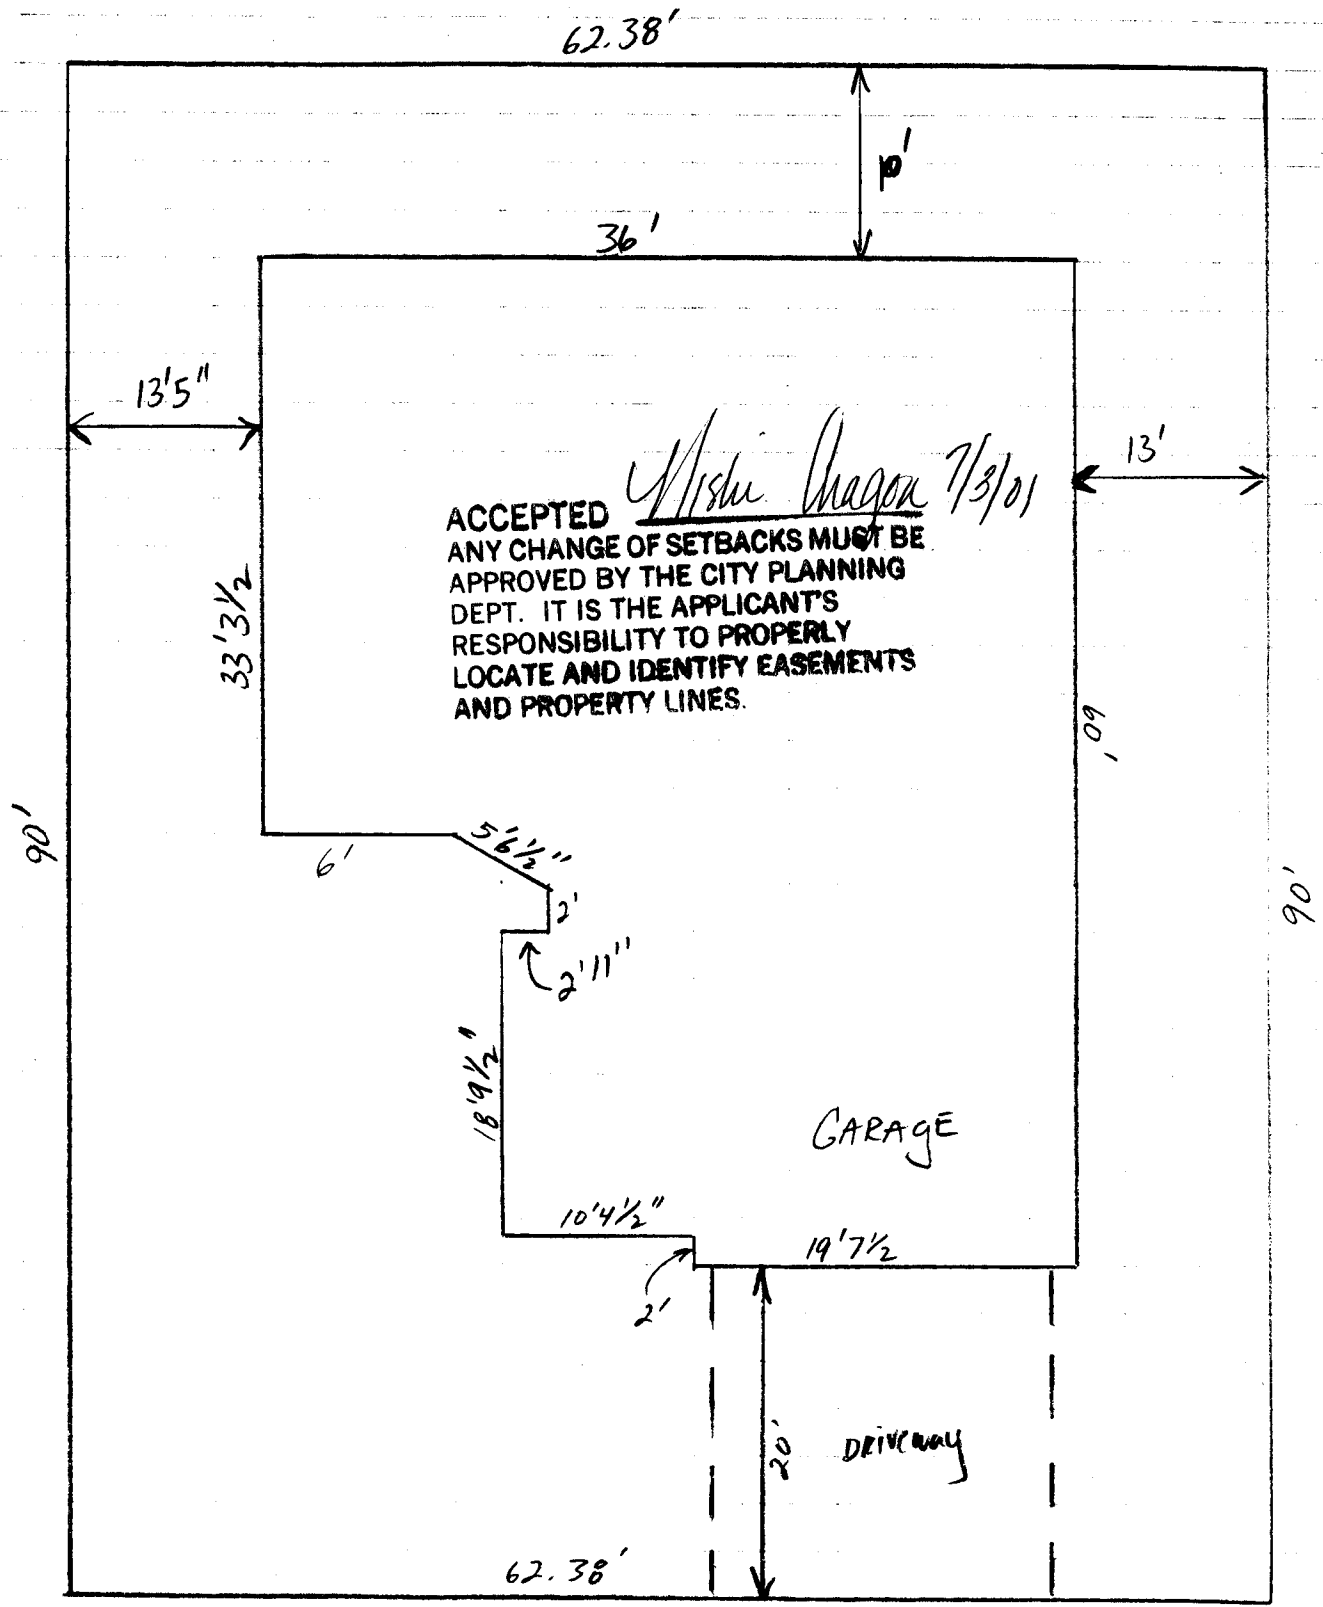 62.38'
10'
36'
13'5"
13'
ACCEPTED 7/3/01
ANY CHANGE OF SETBACKS MUST BE
APPROVED BY THE CITY PLANNING
DEPT. IT IS THE APPLICANT'S
RESPONSIBILITY TO PROPERLY
LOCATE AND IDENTIFY EASEMENTS
AND PROPERTY LINES.
33'3½
60'
90'
6'
5'6½"
2'
90'
2'11"
18'9½"
GARAGE
10'4½"
19'7½
2'
20'
DRIVEWAY
62.38'